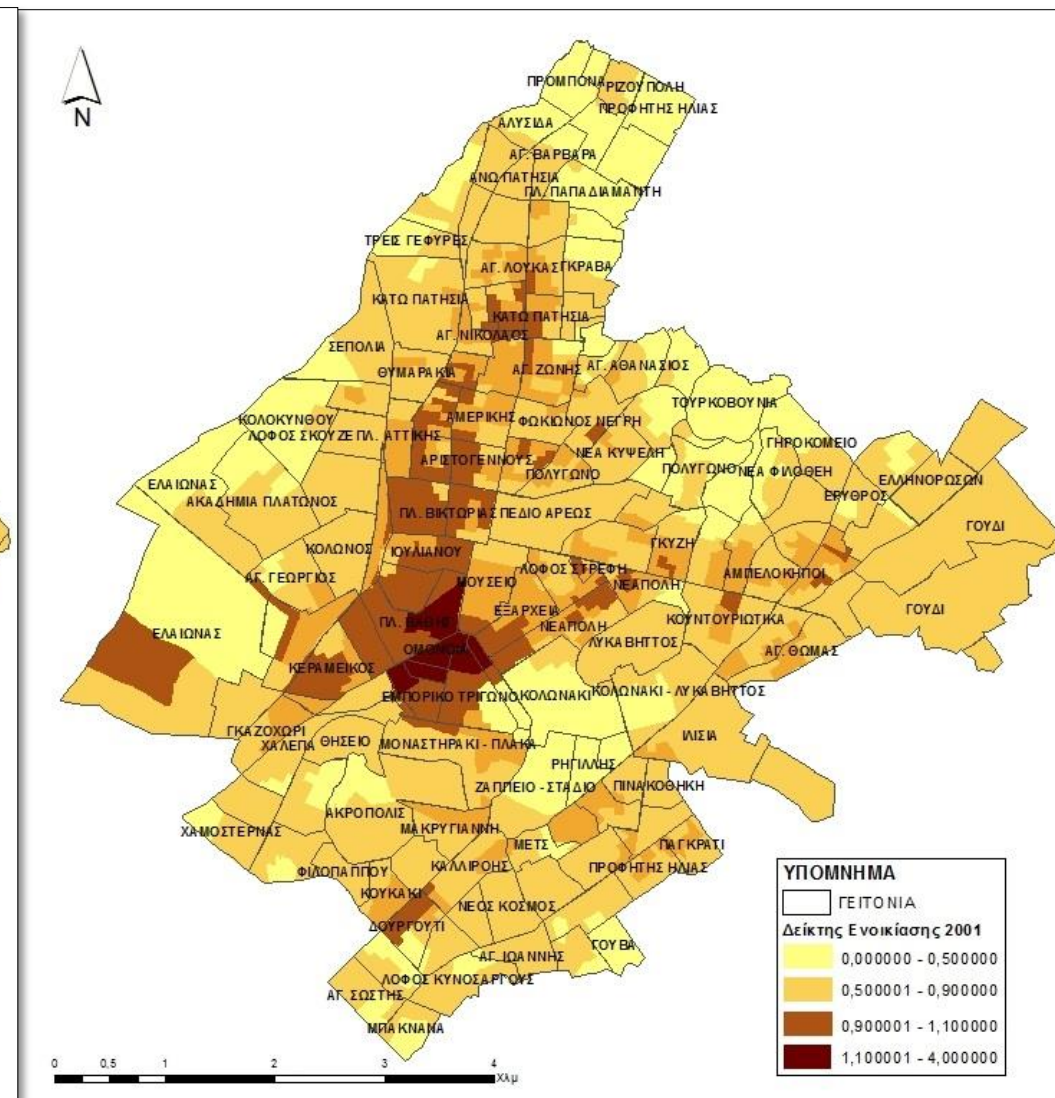 N
ΠΡΟΜΠΟΝΑ
ΡΙΖΟΥΠΟΛΗ
ΠΡΟΦΗΤΗΣ ΗΛΙΑΣ
ΑΛΥΣΙΔΑ
ΑΓ. ΒΑΡΒΑΡΑ
ΑΝΩ ΠΑΤΗΣΙΑ
ΠΛ. ΠΑΠΑΔΙΑΜΑΝΤΗ
ΤΡΕΙΣ ΓΕΦΥΡΕΣ
ΑΓ. ΛΟΥΚΑΣ
ΓΚΡΑΒΑ
ΚΑΤΩ ΠΑΤΗΣΙΑ
ΚΑΤΩ ΠΑΤΗΣΙΑ
ΑΓ. ΝΙΚΟΛΑΟΣ
ΣΕΠΟΛΙΑ
ΘΥΜΑΡΑΚΙΑ
ΑΓ. ΖΩΝΗΣ
ΑΓ. ΑΘΑΝΑΣΙΟΣ
ΤΟΥΡΚΟΒΟΥΝΙΑ
ΚΟΛΟΚΥΝΘΟΥ
ΑΜΕΡΙΚΗΣ
ΦΩΚΙΩΝΟΣ ΝΕΓΡΗ
ΛΟΦΟΣ ΣΚΟΥΖΕ
ΠΛ. ΑΤΤΙΚΗΣ
ΓΗΡΟΚΟΜΕΙΟ
ΑΡΙΣΤΟΓΕΝΝΟΥΣ
ΝΕΑ ΚΥΨΕΛΗ
ΠΟΛΥΓΩΝΟ
ΠΟΛΥΓΩΝΟ
ΝΕΑ ΦΙΛΟΘΕΗ
ΕΛΛΗΝΟΡΩΣΩΝ
ΕΛΑΙΩΝΑΣ
ΑΚΑΔΗΜΙΑ ΠΛΑΤΩΝΟΣ
ΕΡΥΘΡΟΣ
ΠΛ. ΒΙΚΤΩΡΙΑΣ
ΠΕΔΙΟ ΑΡΕΩΣ
ΓΟΥΔΙ
ΚΟΛΩΝΟΣ
ΙΟΥΛΙΑΝΟΥ
ΓΚΥΖΗ
ΑΓ. ΓΕΩΡΓΙΟΣ
ΜΟΥΣΕΙΟ
ΛΟΦΟΣ ΣΤΡΕΦΗ
ΝΕΑΠΟΛΗ
ΑΜΠΕΛΟΚΗΠΟΙ
ΓΟΥΔΙ
ΕΛΑΙΩΝΑΣ
ΠΛ. ΒΑΘΗΣ
ΕΞΑΡΧΕΙΑ
ΝΕΑΠΟΛΗ
ΚΟΥΝΤΟΥΡΙΩΤΙΚΑ
ΛΥΚΑΒΗΤΤΟΣ
ΟΜΟΝΟΙΑ
ΑΓ. ΘΩΜΑΣ
ΚΕΡΑΜΕΙΚΟΣ
ΕΜΠΟΡΙΚΟ ΤΡΙΓΩΝΟ
ΚΟΛΩΝΑΚΙ
ΚΟΛΩΝΑΚΙ - ΛΥΚΑΒΗΤΤΟΣ
ΓΚΑΖΟΧΩΡΙ
ΧΑΛΕΠΑ
ΘΗΣΕΙΟ
ΜΟΝΑΣΤΗΡΑΚΙ - ΠΛΑΚΑ
ΙΛΙΣΙΑ
ΡΗΓΙΛΛΗΣ
ΖΑΠΠΕΙΟ - ΣΤΑΔΙΟ
ΠΙΝΑΚΟΘΗΚΗ
ΑΚΡΟΠΟΛΙΣ
ΧΑΜΟΣΤΕΡΝΑΣ
ΜΑΚΡΥΓΙΑΝΝΗ
ΜΕΤΣ
ΠΑΓΚΡΑΤΙ
ΚΑΛΛΙΡΟΗΣ
ΠΡΟΦΗΤΗΣ ΗΛΙΑΣ
ΦΙΛΟΠΑΠΠΟΥ
ΚΟΥΚΑΚΙ
ΝΕΟΣ ΚΟΣΜΟΣ
ΔΟΥΡΓΟΥΤΙ
ΓΟΥΒΑ
ΑΓ. ΙΩΑΝΝΗΣ
ΛΟΦΟΣ ΚΥΝΟΣΑΡΓΟΥΣ
ΑΓ. ΣΩΣΤΗΣ
ΜΠΑΚΝΑΝΑ
ΥΠΟΜΝΗΜΑ
ΓΕΙΤΟΝΙΑ
Δείκτης Ενοικίασης 2001
0,000000 - 0,500000
0,500001 - 0,900000
0,900001 - 1,100000
1,100001 - 4,000000
0 0,5 1 2 3 4
Χλμ